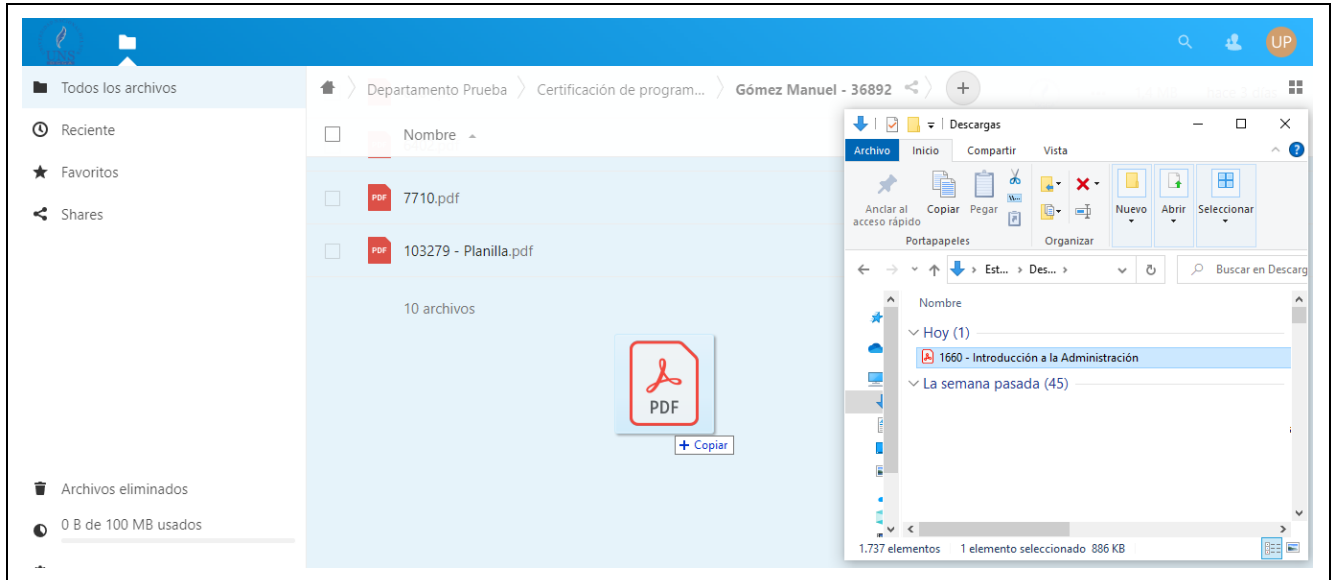 UNS
UP
Todos los archivos
Departamento Prueba
Certificación de program...
Gómez Manuel - 36892
+
Reciente
Nombre
Favoritos
PDF
7710.pdf
Shares
PDF
103279 - Planilla.pdf
10 archivos
PDF
+ Copiar
Archivos eliminados
0 B de 100 MB usados
Descargas
Archivo Inicio Compartir Vista
Anclar al acceso rápido
Copiar
Pegar
Nuevo
Abrir
Seleccionar
Portapapeles
Organizar
Est... Des...
Buscar en Descarg
Nombre
Hoy (1)
1660 - Introducción a la Administración
La semana pasada (45)
1.737 elementos 1 elemento seleccionado 886 KB